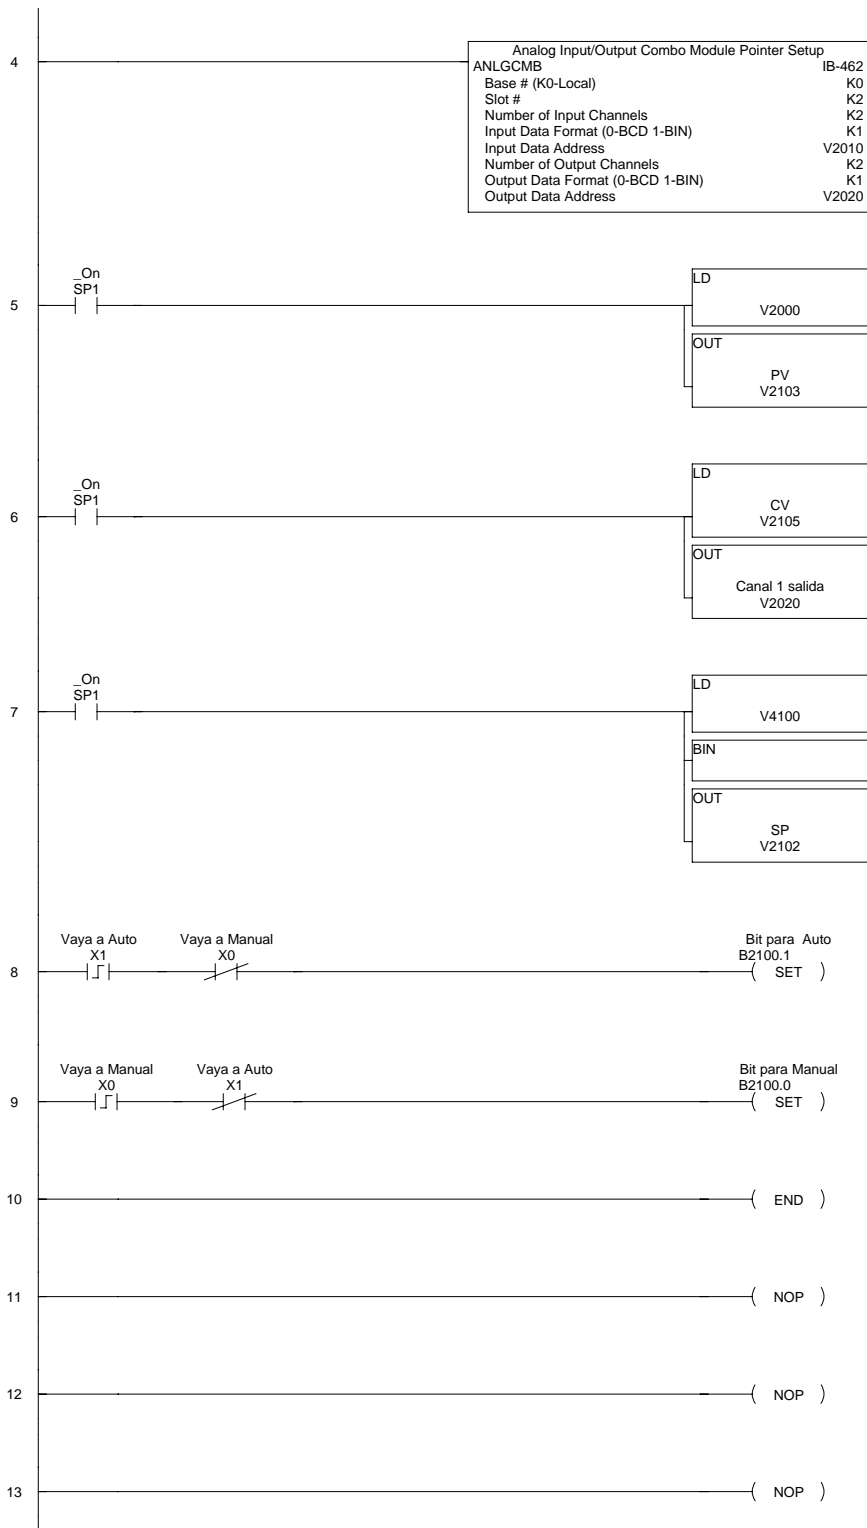 4
Analog Input/Output Combo Module Pointer Setup
ANLGCMB IB-462
Base # (K0-Local) K0
Slot # K2
Number of Input Channels K2
Input Data Format (0-BCD 1-BIN) K1
Input Data Address V2010
Number of Output Channels K2
Output Data Format (0-BCD 1-BIN) K1
Output Data Address V2020
5
_On
SP1
LD
V2000
OUT
PV
V2103
6
_On
SP1
LD
CV
V2105
OUT
Canal 1 salida
V2020
7
_On
SP1
LD
V4100
BIN
OUT
SP
V2102
8
Vaya a Auto
X1
Vaya a Manual
X0
Bit para Auto
B2100.1
( SET )
9
Vaya a Manual
X0
Vaya a Auto
X1
Bit para Manual
B2100.0
( SET )
10
( END )
11
( NOP )
12
( NOP )
13
( NOP )